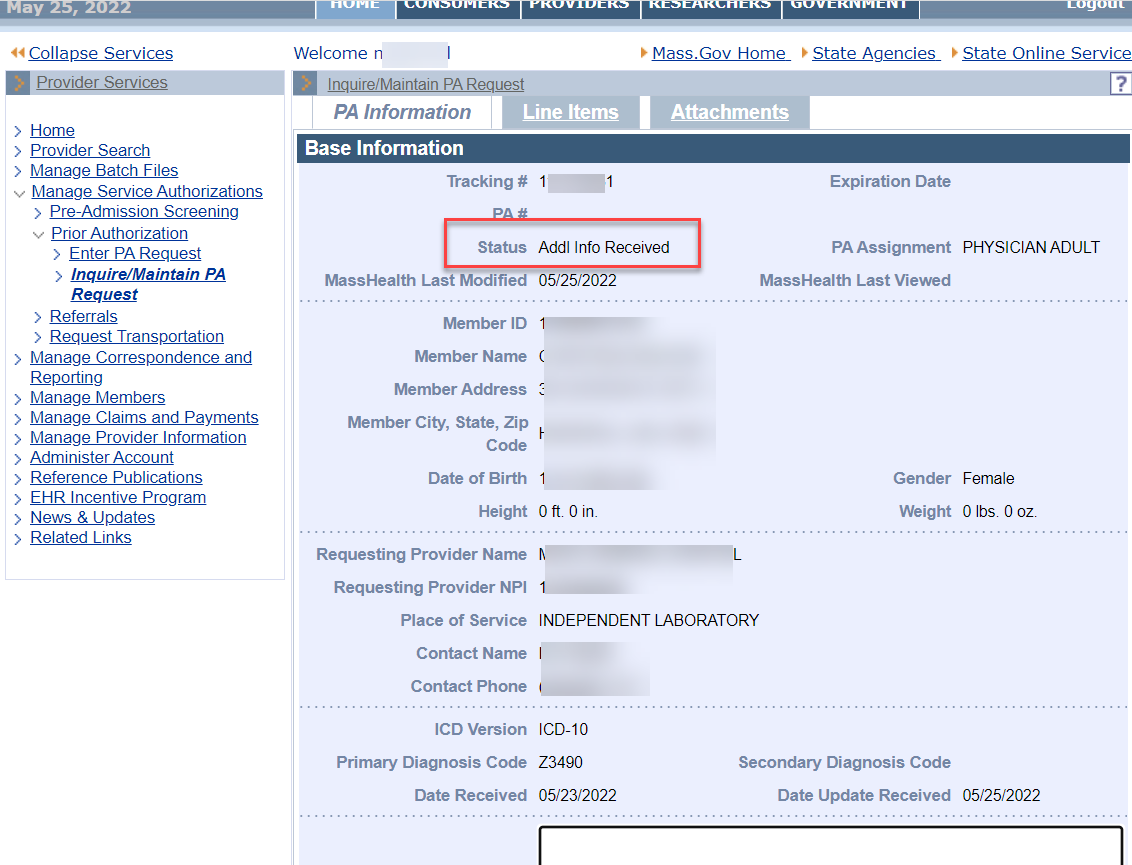 May 25, 2022
HOME CONSUMERS PROVIDERS RESEARCHERS GOVERNMENT Logout
Collapse Services
Welcome
Mass.Gov Home State Agencies State Online Service
Provider Services
Home
Provider Search
Manage Batch Files
Manage Service Authorizations
Pre-Admission Screening
Prior Authorization
Enter PA Request
Inquire/Maintain PA
Request
Referrals
Request Transportation
Manage Correspondence and
Reporting
Manage Members
Manage Claims and Payments
Manage Provider Information
Administer Account
Reference Publications
EHR Incentive Program
News & Updates
Related Links
Inquire/Maintain PA Request ?
PA Information Line Items Attachments
Base Information
Tracking # Expiration Date
PA #
Status Addl Info Received PA Assignment PHYSICIAN ADULT
MassHealth Last Modified 05/25/2022 MassHealth Last Viewed
Member ID
Member Name
Member Address
Member City, State, Zip
Code
Date of Birth Gender Female
Height 0 ft. 0 in. Weight 0 lbs. 0 oz.
Requesting Provider Name
Requesting Provider NPI
Place of Service INDEPENDENT LABORATORY
Contact Name
Contact Phone
ICD Version ICD-10
Primary Diagnosis Code Z3490 Secondary Diagnosis Code
Date Received 05/23/2022 Date Update Received 05/25/2022